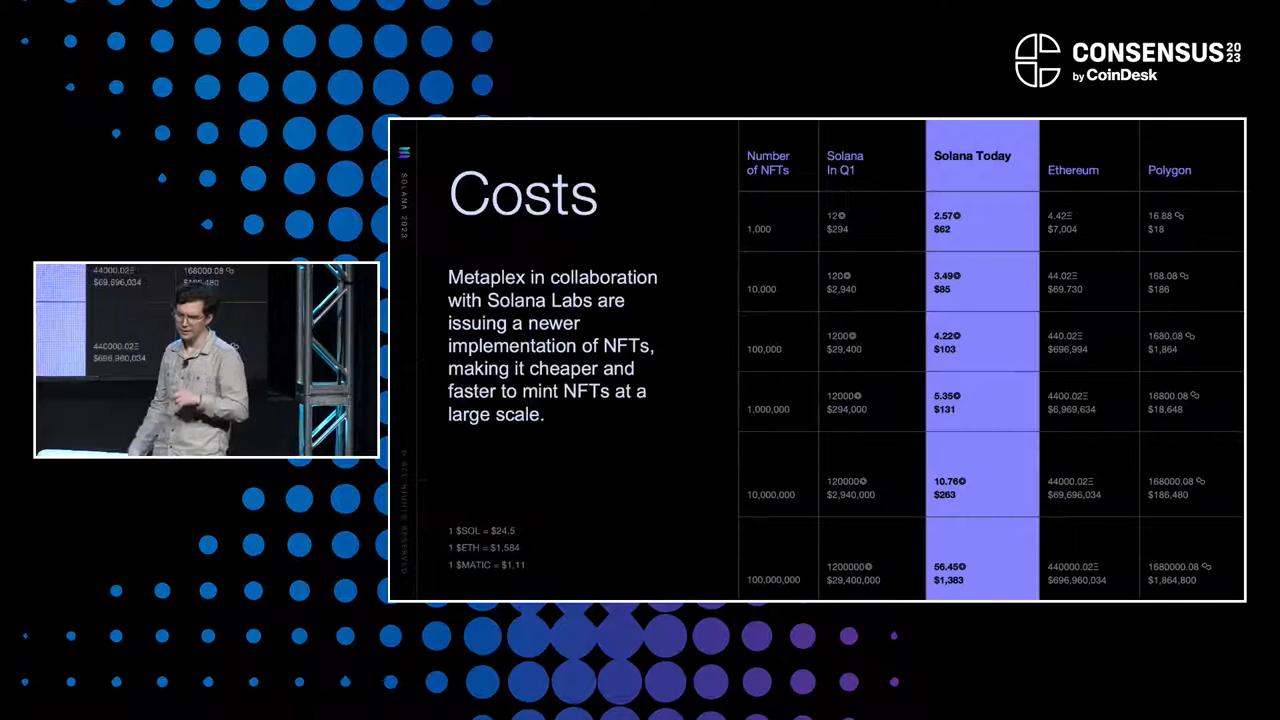 CONSENSUS 20 23
by CoinDesk
SOLANA 2023
Costs
Metaplex in collaboration
with Solana Labs are
issuing a newer
implementation of NFTs,
making it cheaper and
faster to mint NFTs at a
large scale.
1 $SOL = $24.5
1 $ETH = $1,584
1 $MATIC = $1.11
© ALL RIGHTS RESERVED
Number of NFTs Solana In Q1 Solana Today Ethereum Polygon
12 2.57 4.42Ξ 16.88
1,000 $294 $62 $7,004 $18
120 3.49 44.02Ξ 168.08
10,000 $2,940 $85 $69,730 $186
1200 4.22 440.02Ξ 1680.08
100,000 $29,400 $103 $696,994 $1,864
12000 5.35 4400.02Ξ 16800.08
1,000,000 $294,000 $131 $6,969,634 $18,648
120000 10.76 44000.02Ξ 168000.08
10,000,000 $2,940,000 $263 $69,696,034 $186,480
1200000 56.45 440000.02Ξ 1680000.08
100,000,000 $29,400,000 $1,383 $696,960,034 $1,864,800
44000.02Ξ 168000.08
$69,696,034
440000.02Ξ
$696,960,034